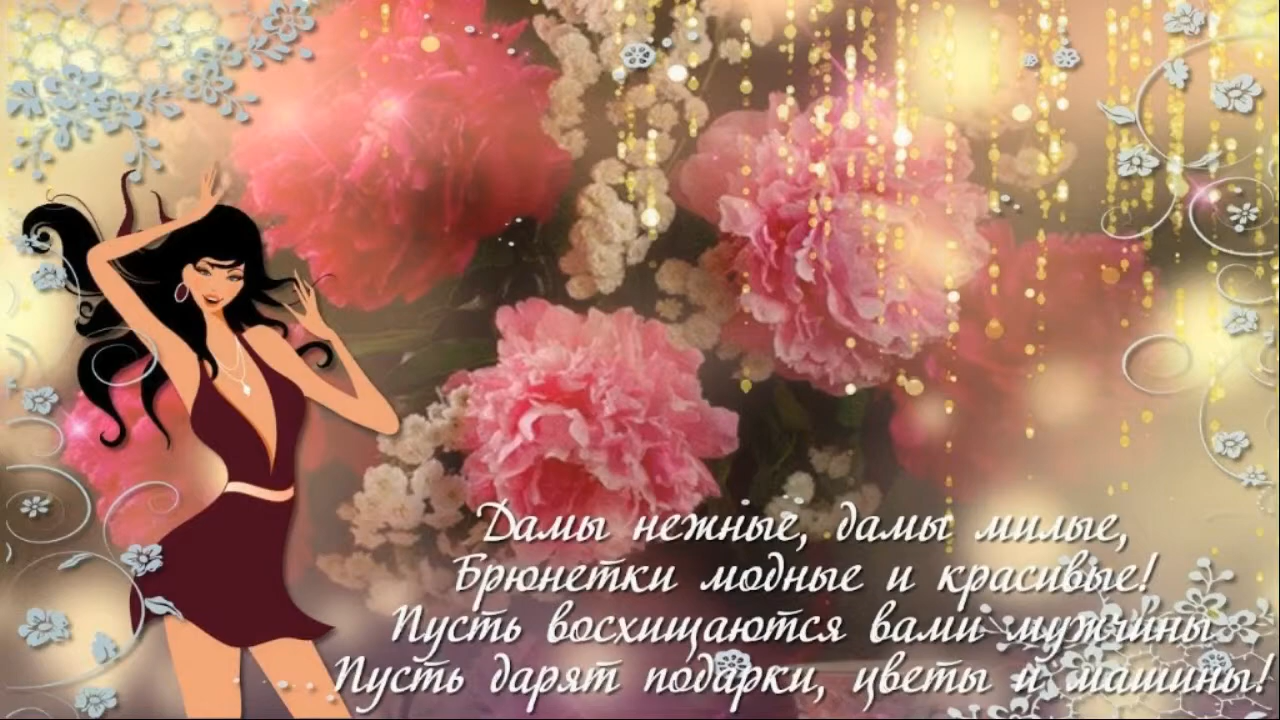 Дамы нежные, дамы милые,
Брюнетки модные и красивые!
Пусть восхищаются вами мужчины
Пусть дарят подарки, цветы и машины!